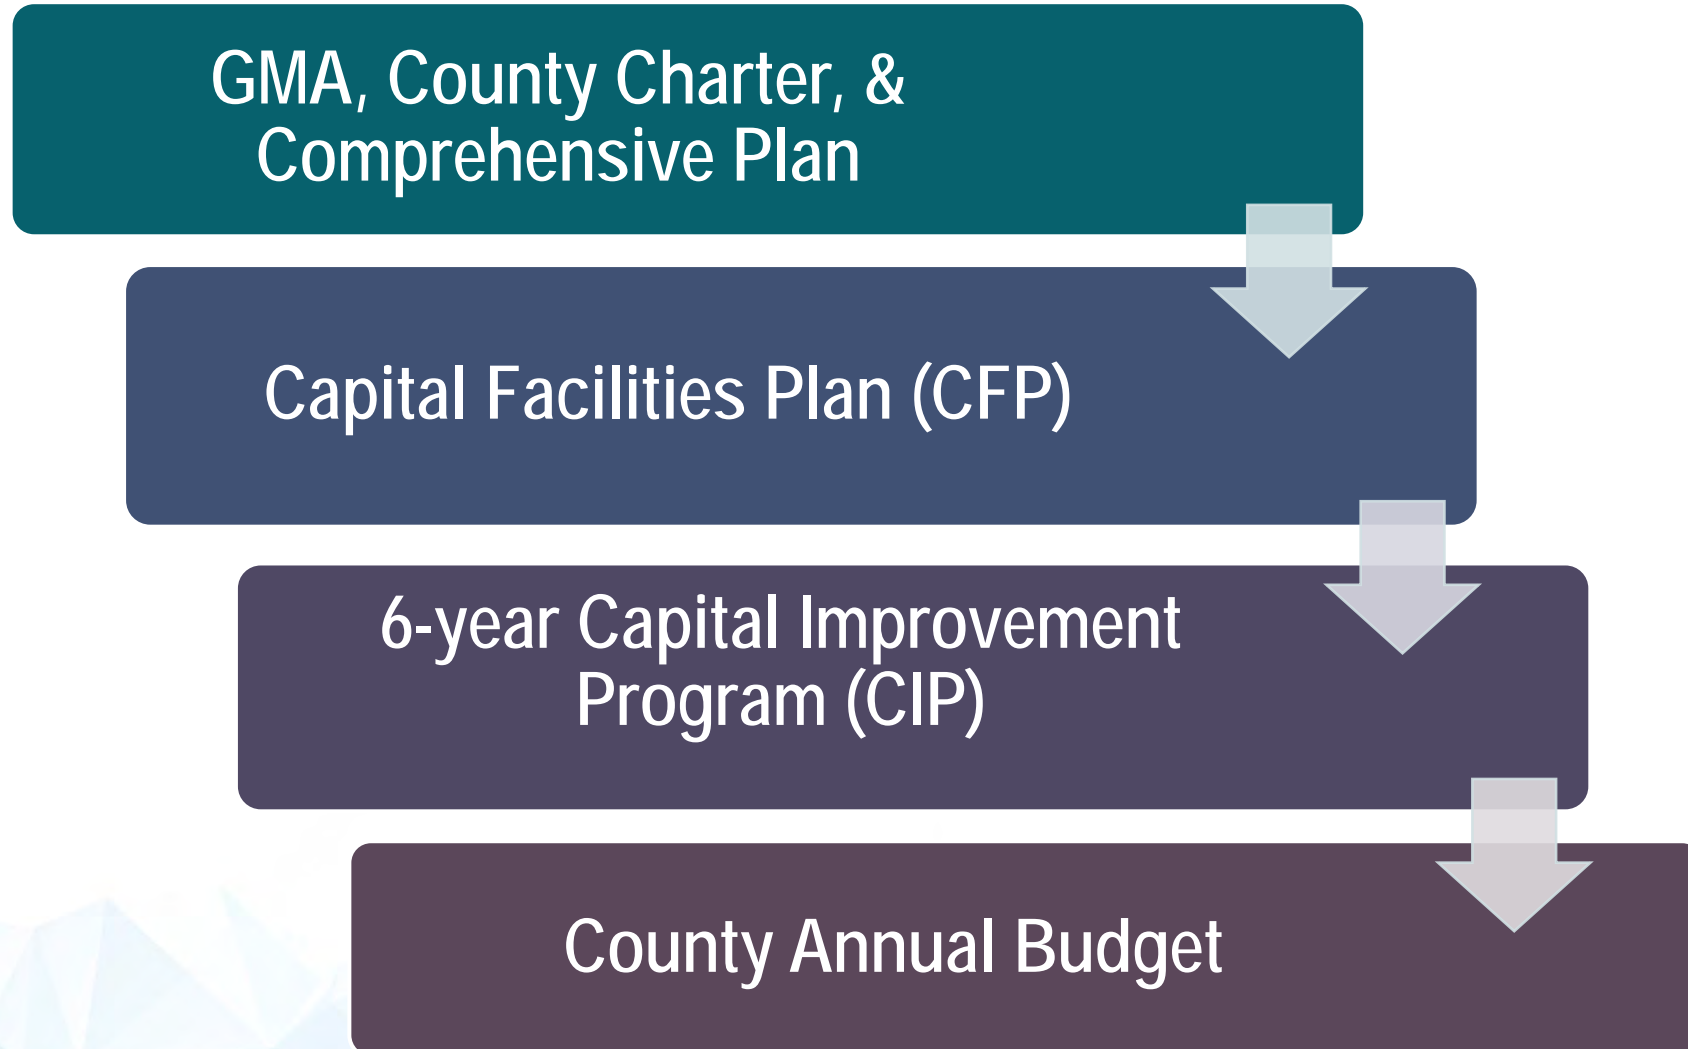 GMA, County Charter, &
Comprehensive Plan
Capital Facilities Plan (CFP)
6-year Capital Improvement
Program (CIP)
County Annual Budget